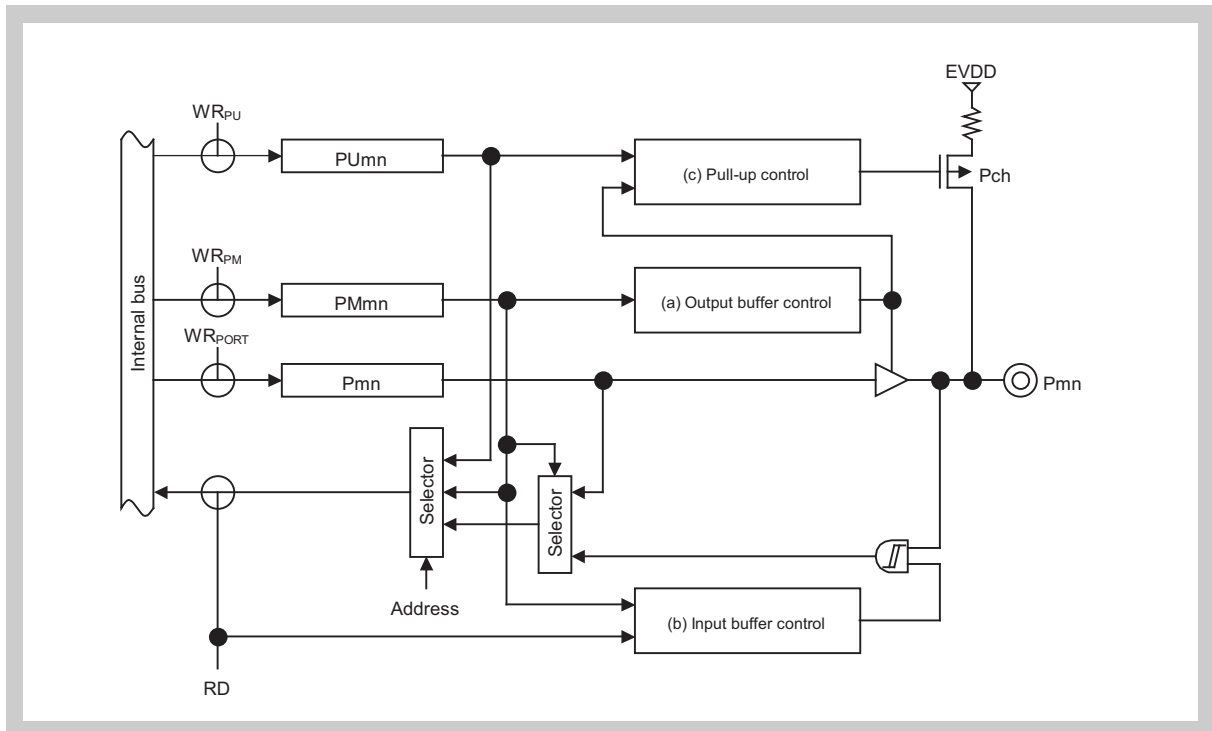 EVDD
WRPU
PUmn
(c) Pull-up control
Pch
WRPM
PMmn
(a) Output buffer control
Internal bus
WRPORT
Pmn
Pmn
Selector
Selector
Address
(b) Input buffer control
RD